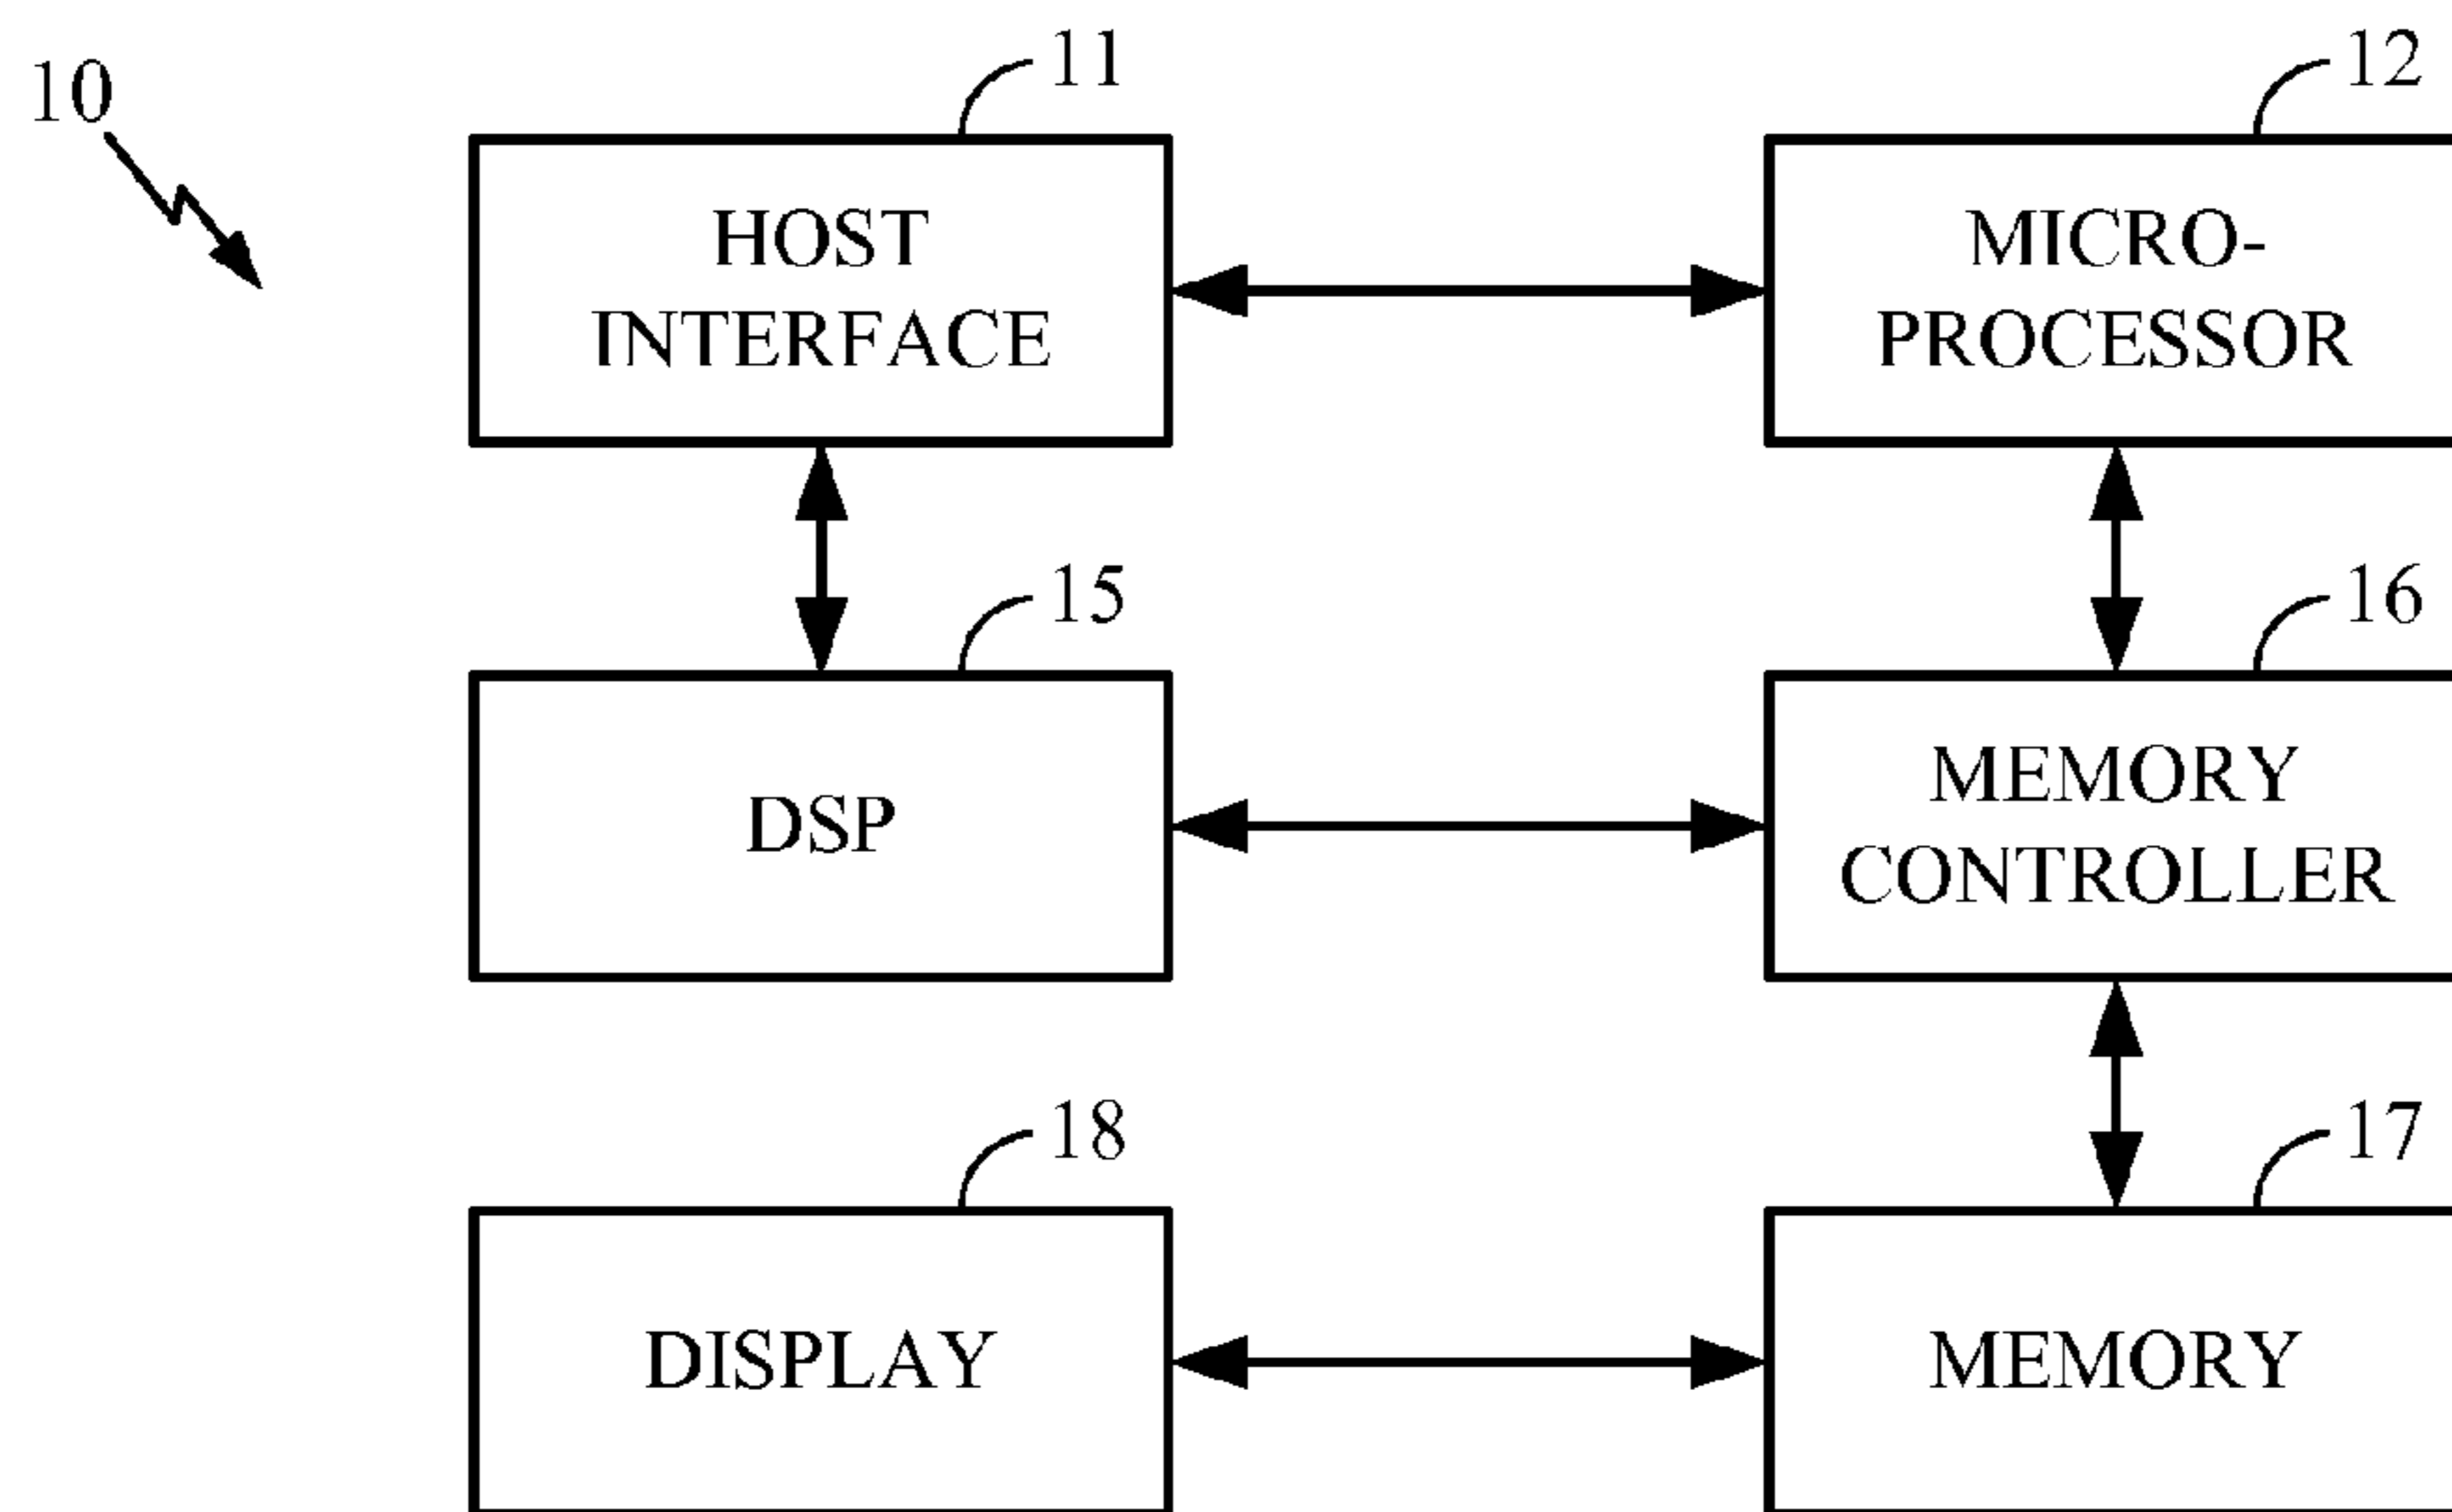 10
11
12
HOST
INTERFACE
MICRO-
PROCESSOR
15
16
DSP
MEMORY
CONTROLLER
18
17
DISPLAY
MEMORY